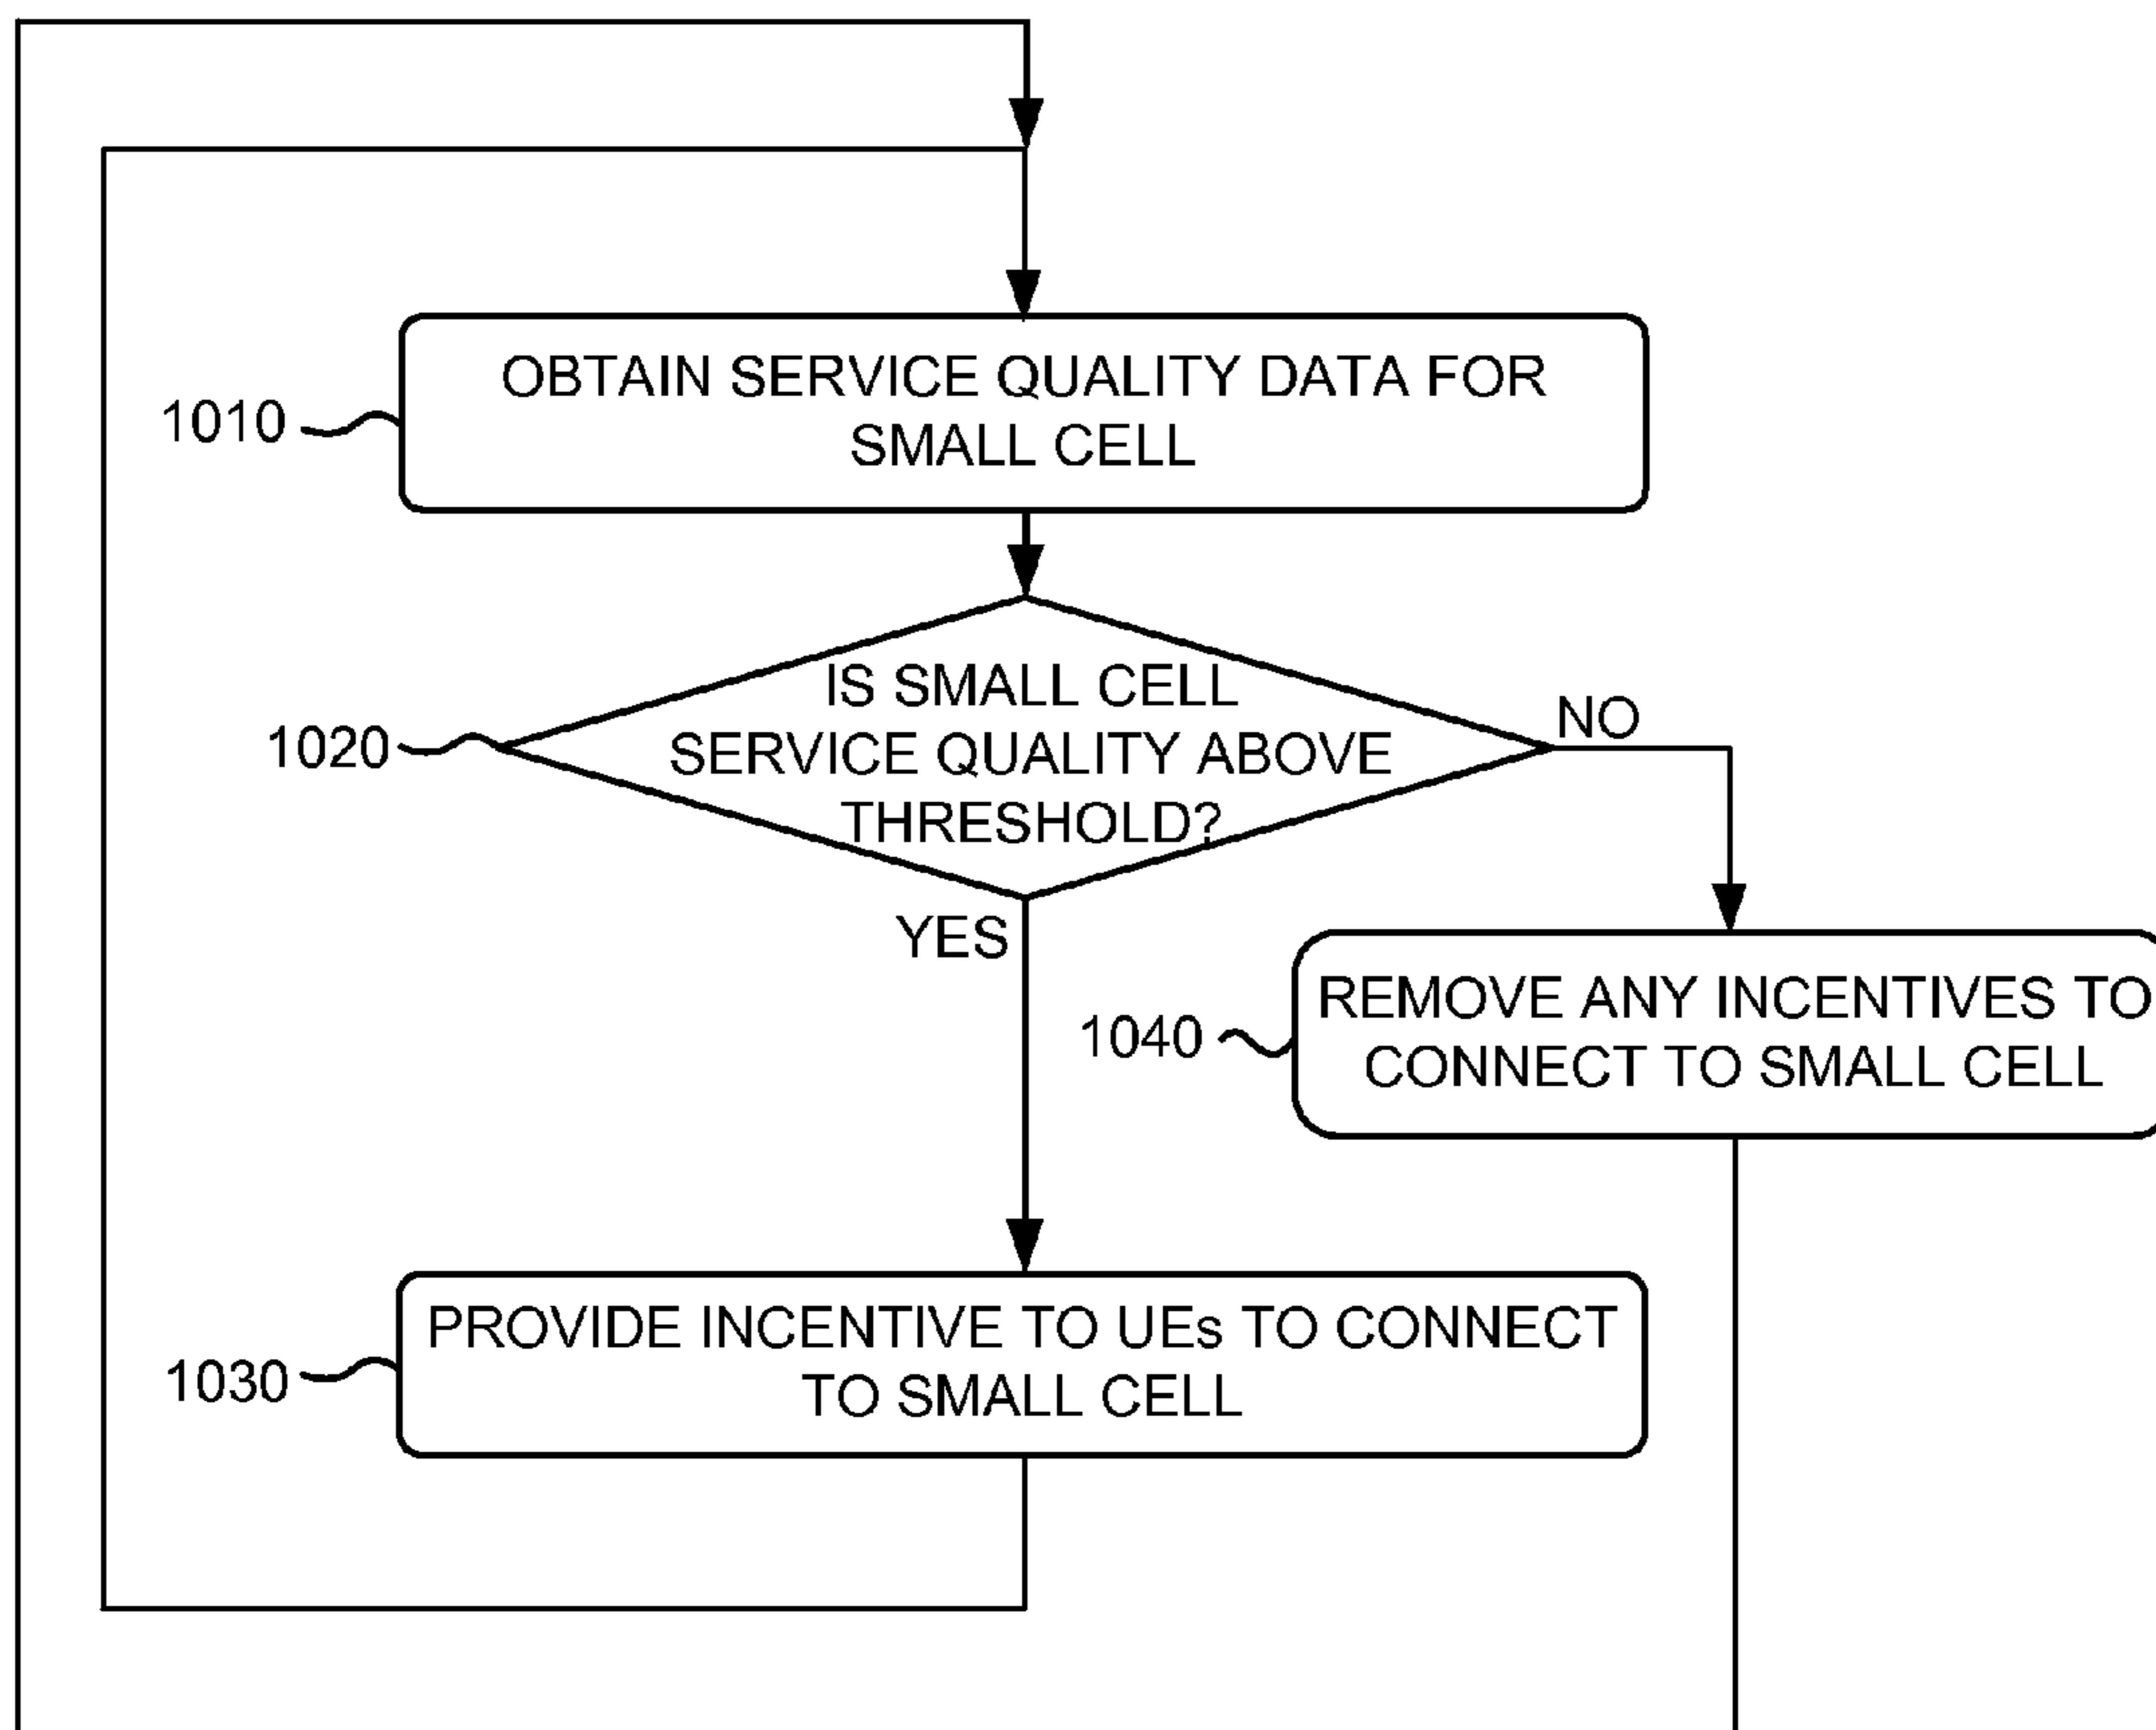 OBTAIN SERVICE QUALITY DATA FOR
SMALL CELL
1010
IS SMALL CELL
SERVICE QUALITY ABOVE
THRESHOLD?
1020
NO
YES
REMOVE ANY INCENTIVES TO
CONNECT TO SMALL CELL
1040
PROVIDE INCENTIVE TO UEs TO CONNECT
TO SMALL CELL
1030